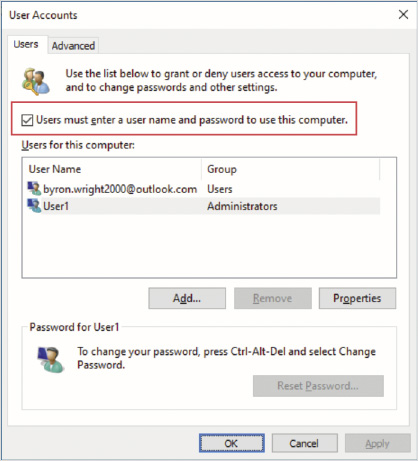 User Accounts
Users
Advanced
Use the list below to grant or deny users access to your computer,
and to change passwords and other settings.
Users must enter a user name and password to use this computer.
Users for this computer:
User Name Group
byron.wright2000@outlook.com Users
User1 Administrators
Add... Remove Properties
Password for User1
To change your password, press Ctrl-Alt-Del and select Change
Password.
Reset Password...
OK Cancel Apply